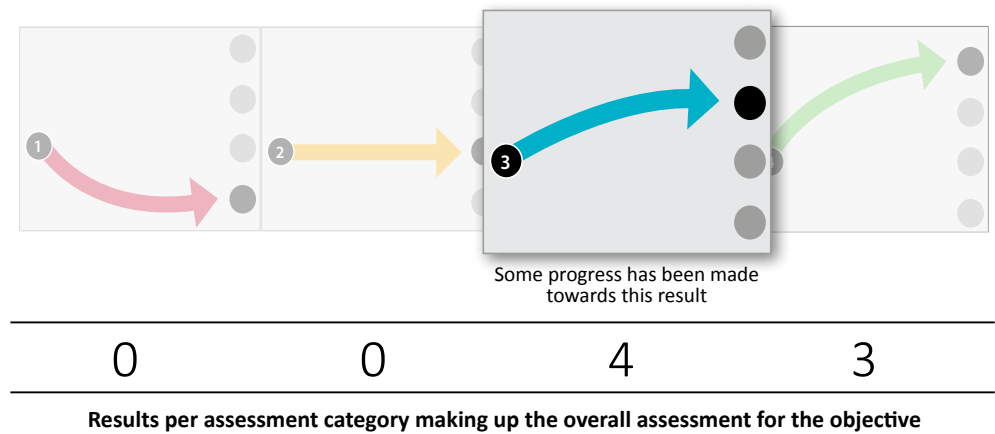 1
2
3
Some progress has been made
towards this result
0 0 4 3
Results per assessment category making up the overall assessment for the objective